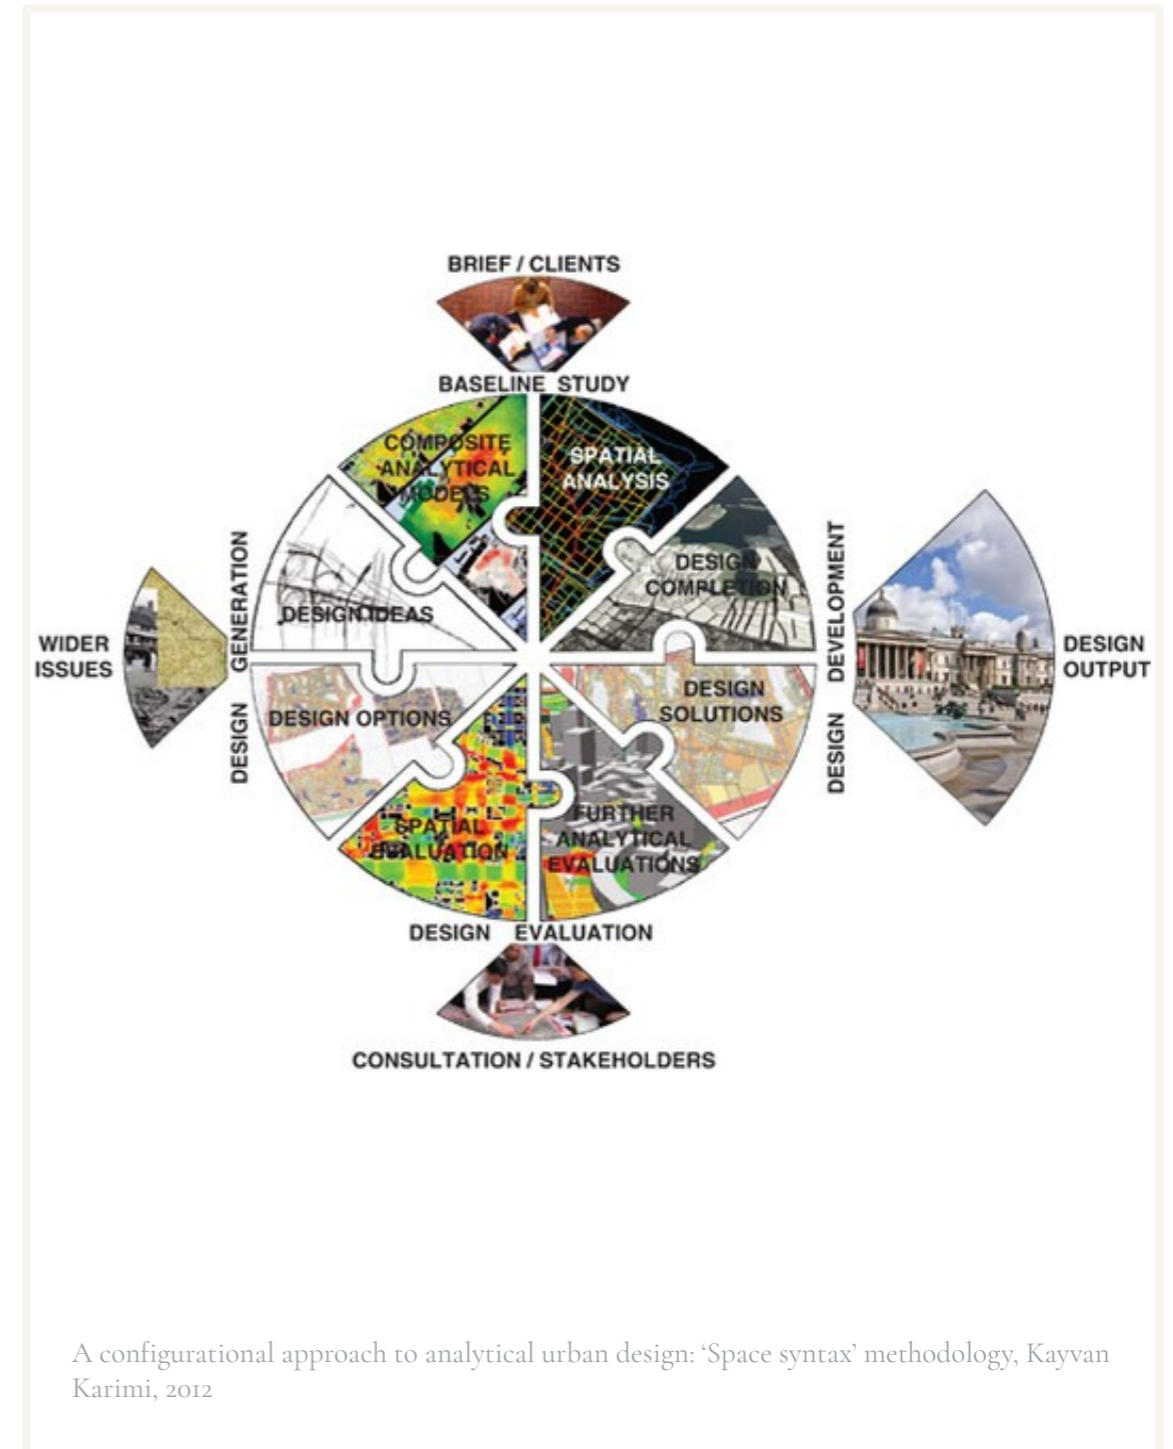 BRIEF / CLIENTS
BASELINE STUDY
COMPOSITE
ANALYTICAL
MODELS
SPATIAL
ANALYSIS
DESIGN IDEAS
DESIGN
COMPLETION
DESIGN GENERATION
WIDER
ISSUES
DESIGN DEVELOPMENT
DESIGN
OUTPUT
DESIGN OPTIONS
DESIGN
SOLUTIONS
SPATIAL
EVALUATION
FURTHER
ANALYTICAL
EVALUATIONS
DESIGN EVALUATION
CONSULTATION / STAKEHOLDERS
A configurational approach to analytical urban design: ‘Space syntax’ methodology, Kayvan
Karimi, 2012